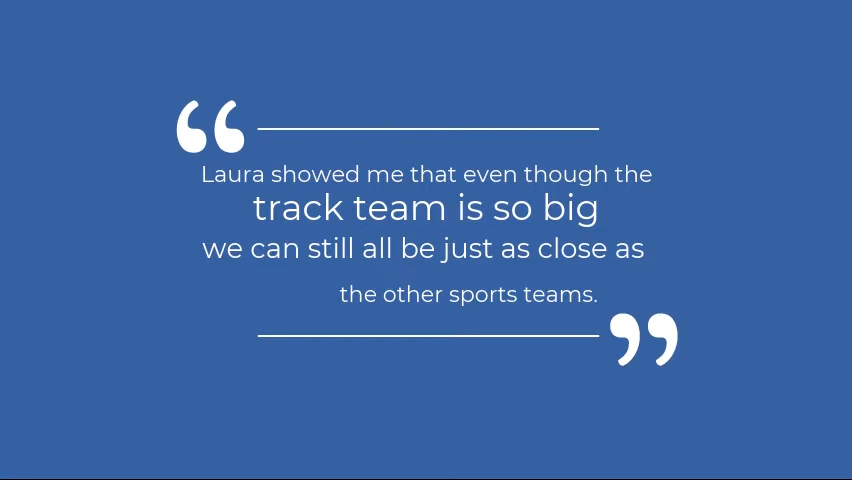 “
Laura showed me that even though the
track team is so big
we can still all be just as close as
the other sports teams.
”